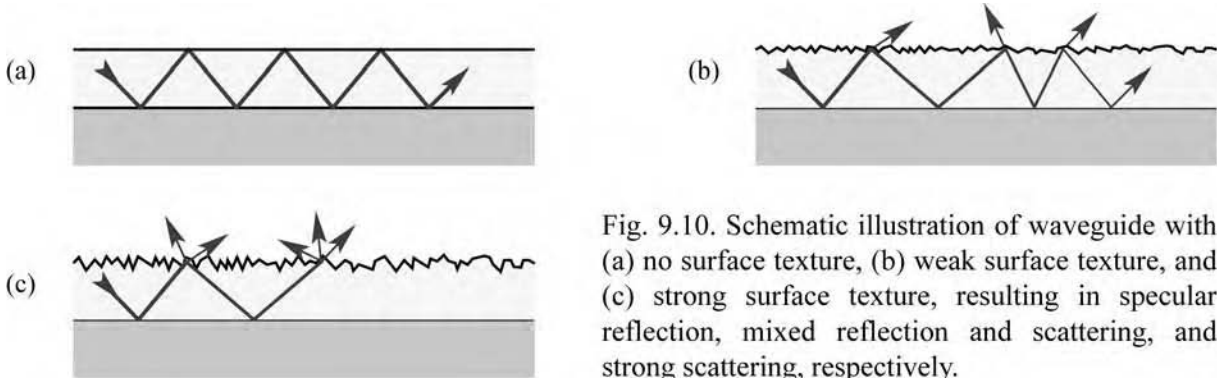 (a)
(b)
(c)
Fig. 9.10. Schematic illustration of waveguide with
(a) no surface texture, (b) weak surface texture, and
(c) strong surface texture, resulting in specular
reflection, mixed reflection and scattering, and
strong scattering, respectively.